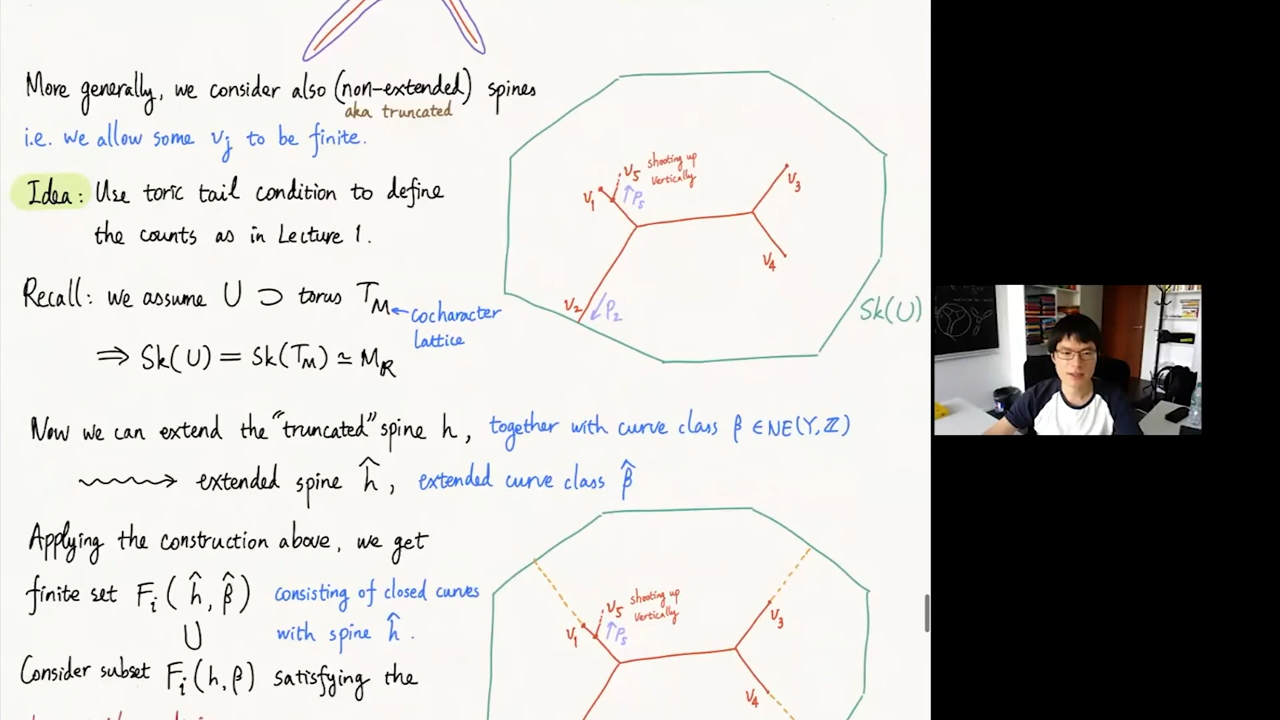 More generally, we consider also (non-extended) spines
aka truncated
i.e. we allow some v_j to be finite.
Idea: Use toric tail condition to define
the counts as in Lecture 1.
Recall: we assume U ⊃ torus T_M ← cocharacter
lattice
⇒ Sk(U) = Sk(T_M) ≃ M_ℝ
v_5 shooting up
vertically
v_1
↑P_5
v_3
v_4
v_2
↙P_2
Sk(U)
Now we can extend the "truncated" spine h, together with curve class β ∈ NE(Y, ℤ)
⟿ extended spine ĥ, extended curve class β̂
Applying the construction above, we get
finite set F_i(ĥ, β̂) consisting of closed curves
∪ with spine ĥ.
Consider subset F_i(h, β) satisfying the
v_5 shooting up
vertically
v_1
↑P_5
v_3
v_4